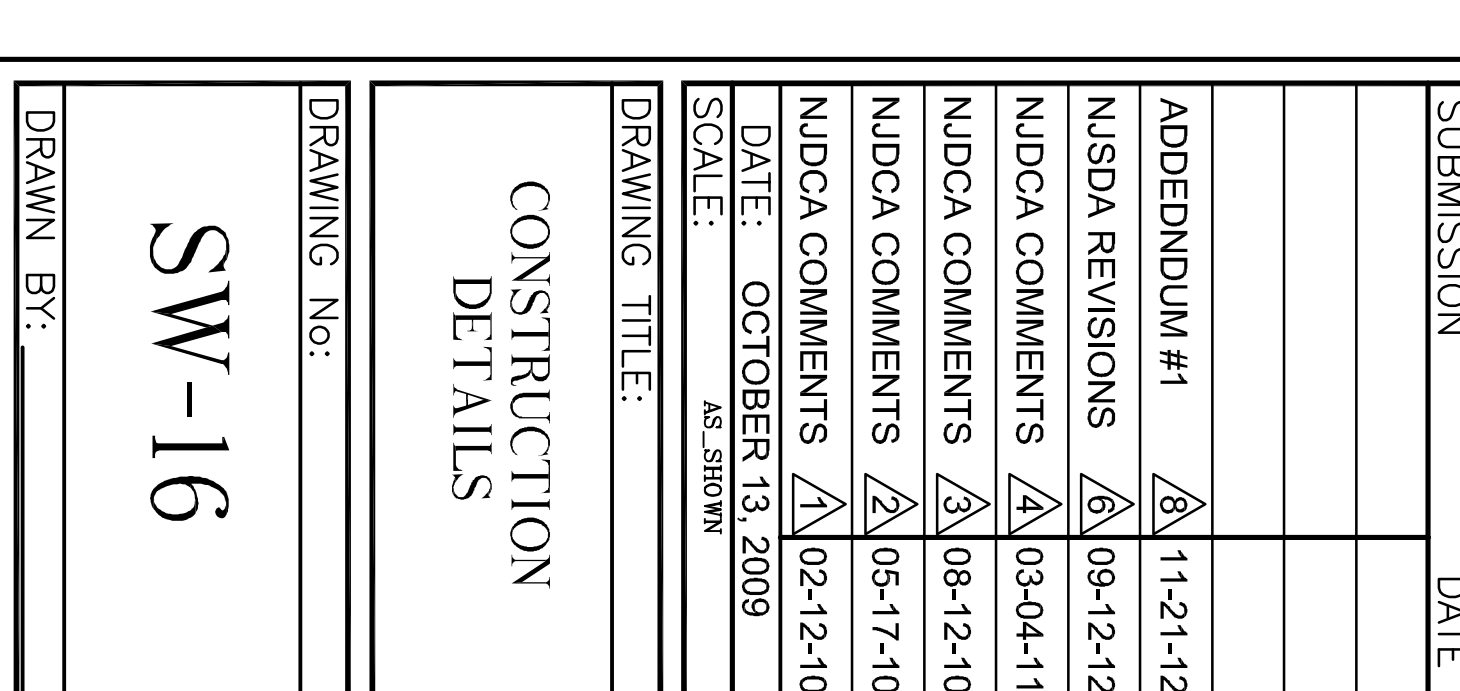 SUBMISSION DATE
ADDEDNDUM #1 8 11-21-12
NJSDA REVISIONS 6 09-12-12
NJDCA COMMENTS 4 03-04-11
NJDCA COMMENTS 3 08-12-10
NJDCA COMMENTS 2 05-17-10
NJDCA COMMENTS 1 02-12-10
DATE: OCTOBER 13, 2009
SCALE: AS_SHOWN
DRAWING TITLE:
CONSTRUCTION
DETAILS
DRAWING No:
SW-16
DRAWN BY: